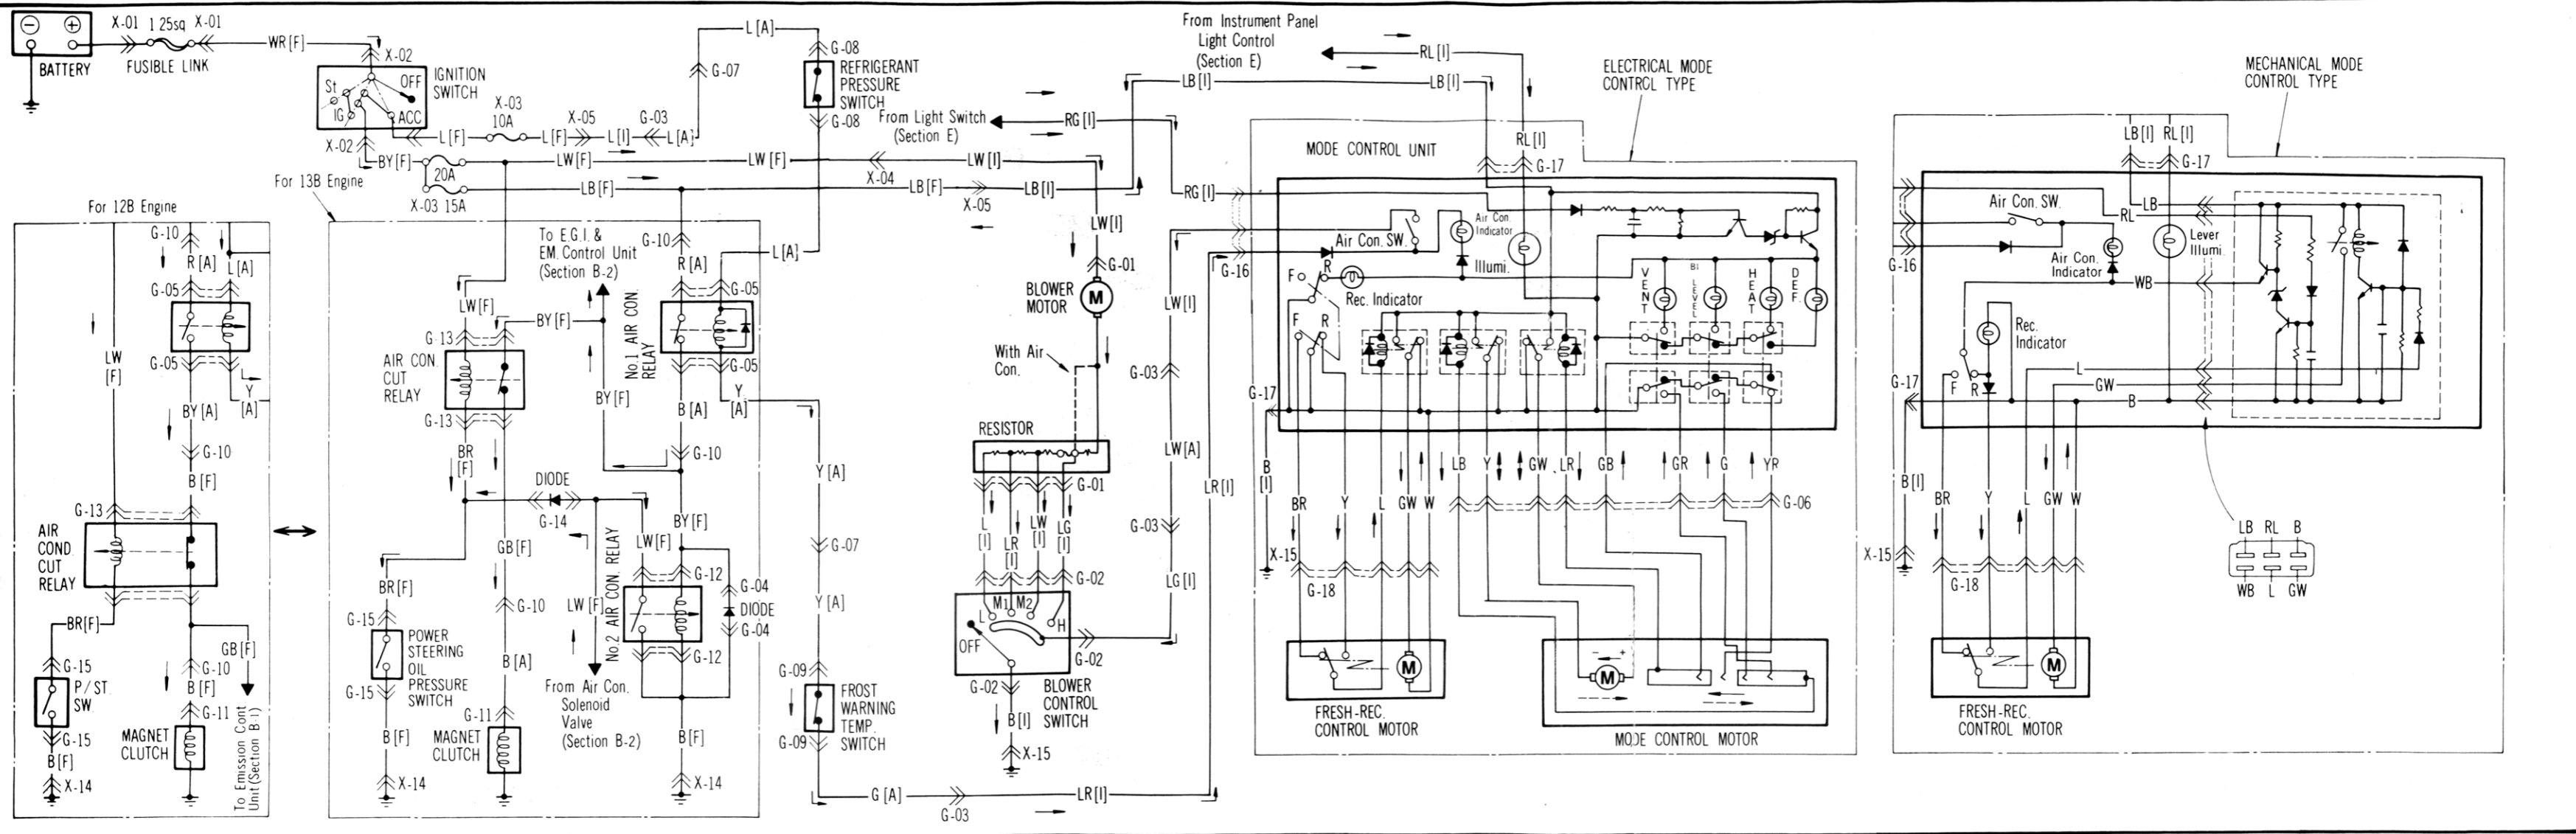 X-01 1.25sq X-01
BATTERY
FUSIBLE LINK
WR[F]
X-02
IGNITION
SWITCH
St
OFF
IG
ACC
X-02
L[F]
X-03
10A
L[F]
X-05
L[I]
G-03
L[A]
G-07
L[A]
G-08
REFRIGERANT
PRESSURE
SWITCH
G-08
BY[F]
20A
X-03 15A
LW[F]
LW[F]
X-04
LW[I]
LB[F]
LB[F]
X-05
LB[I]
From Light Switch
(Section E)
RG[I]
From Instrument Panel
Light Control
(Section E)
RL[I]
LB[I]
LB[I]
RL[I]
G-17
RG[I]
ELECTRICAL MODE
CONTROL TYPE
MECHANICAL MODE
CONTROL TYPE
For 12B Engine
G-10
R[A]
L[A]
G-05
G-05
Y
[A]
LW
[F]
BY[A]
G-10
B[F]
G-13
AIR
COND.
CUT
RELAY
BR[F]
G-15
P/ST.
SW.
G-15
B[F]
X-14
GB[F]
G-10
B[F]
G-11
MAGNET
CLUTCH
To Emission Cont
Unit(Section B-1)
For 13B Engine
To E.G.I. &
EM. Control Unit
(Section B-2)
G-10
R[A]
L[A]
G-05
LW[F]
BY[F]
G-13
AIR CON.
CUT
RELAY
G-13
No.1 AIR CON.
RELAY
G-05
Y
[A]
BY[F]
B[A]
G-10
BR
[F]
DIODE
G-14
BY[F]
GB[F]
LW[F]
No.2 AIR CON. RELAY
G-12
G-04
DIODE
G-04
G-12
LW[F]
BR[F]
G-15
POWER
STEERING
OIL
PRESSURE
SWITCH
G-15
B[F]
X-14
G-10
B[A]
G-11
MAGNET
CLUTCH
From Air Con.
Solenoid
Valve
(Section B-2)
B[F]
X-14
Y[A]
G-07
Y[A]
G-09
FROST
WARNING
TEMP.
SWITCH
G-09
G[A]
G-03
LR[I]
LW[I]
G-01
BLOWER
MOTOR
M
With Air
Con.
RESISTOR
G-01
L
[I]
LR
[I]
LW
[I]
LG
[I]
G-02
L
M1
M2
H
OFF
G-02
G-02
BLOWER
CONTROL
SWITCH
B[I]
X-15
LW[I]
G-03
LW[A]
G-03
LG[I]
LR[I]
MODE CONTROL UNIT
G-16
Air Con. SW.
Air Con.
Indicator
Illumi.
F
R
Rec. Indicator
F
R
VENT
BI LEVEL
HEAT
DEF.
G-17
B
[I]
X-15
BR
Y
L
GW
W
LB
Y
GW
LR
GB
GR
G
YR
G-06
G-18
M
FRESH-REC.
CONTROL MOTOR
M
- +
MODE CONTROL MOTOR
LB[I]
RL[I]
G-17
G-16
Air Con. SW.
LB
RL
Air Con.
Indicator
Lever
Illumi.
WB
Rec.
Indicator
F
R
L
GW
B
G-17
B[I]
X-15
BR
Y
L
GW
W
G-18
M
FRESH-REC.
CONTROL MOTOR
LB RL B
WB L GW